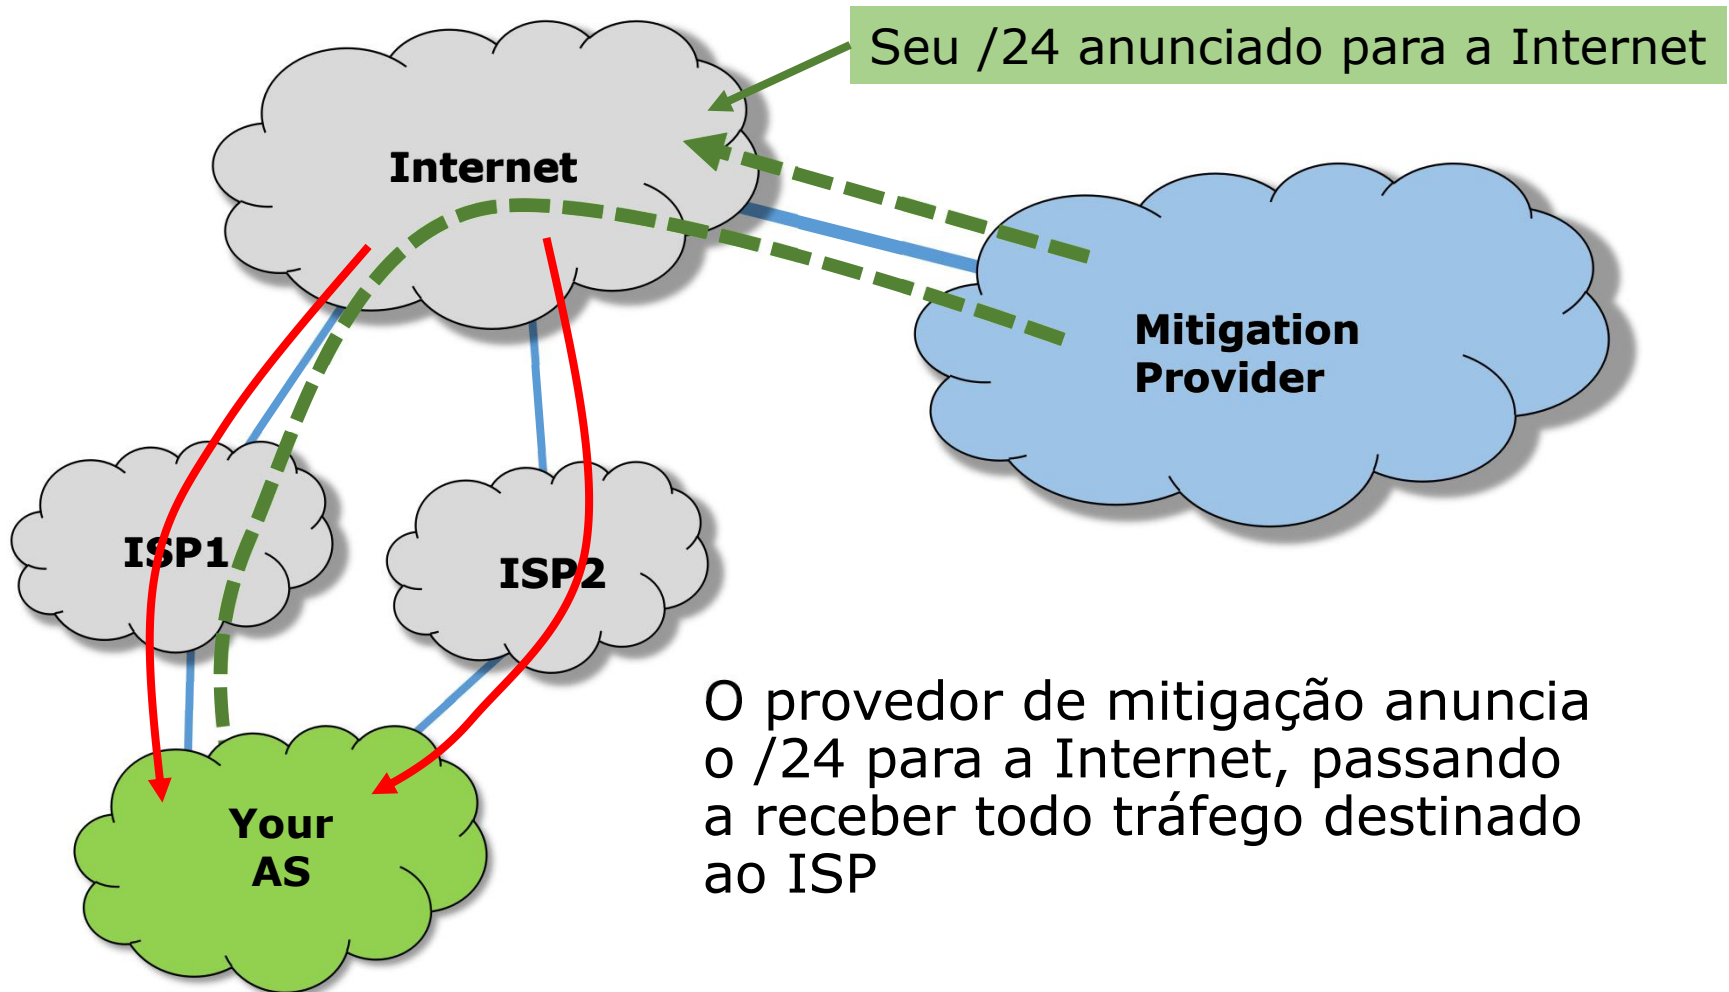 Seu /24 anunciado para a Internet
Internet
Mitigation
Provider
ISP1
ISP2
O provedor de mitigação anuncia
o /24 para a Internet, passando
a receber todo tráfego destinado
ao ISP
Your
AS